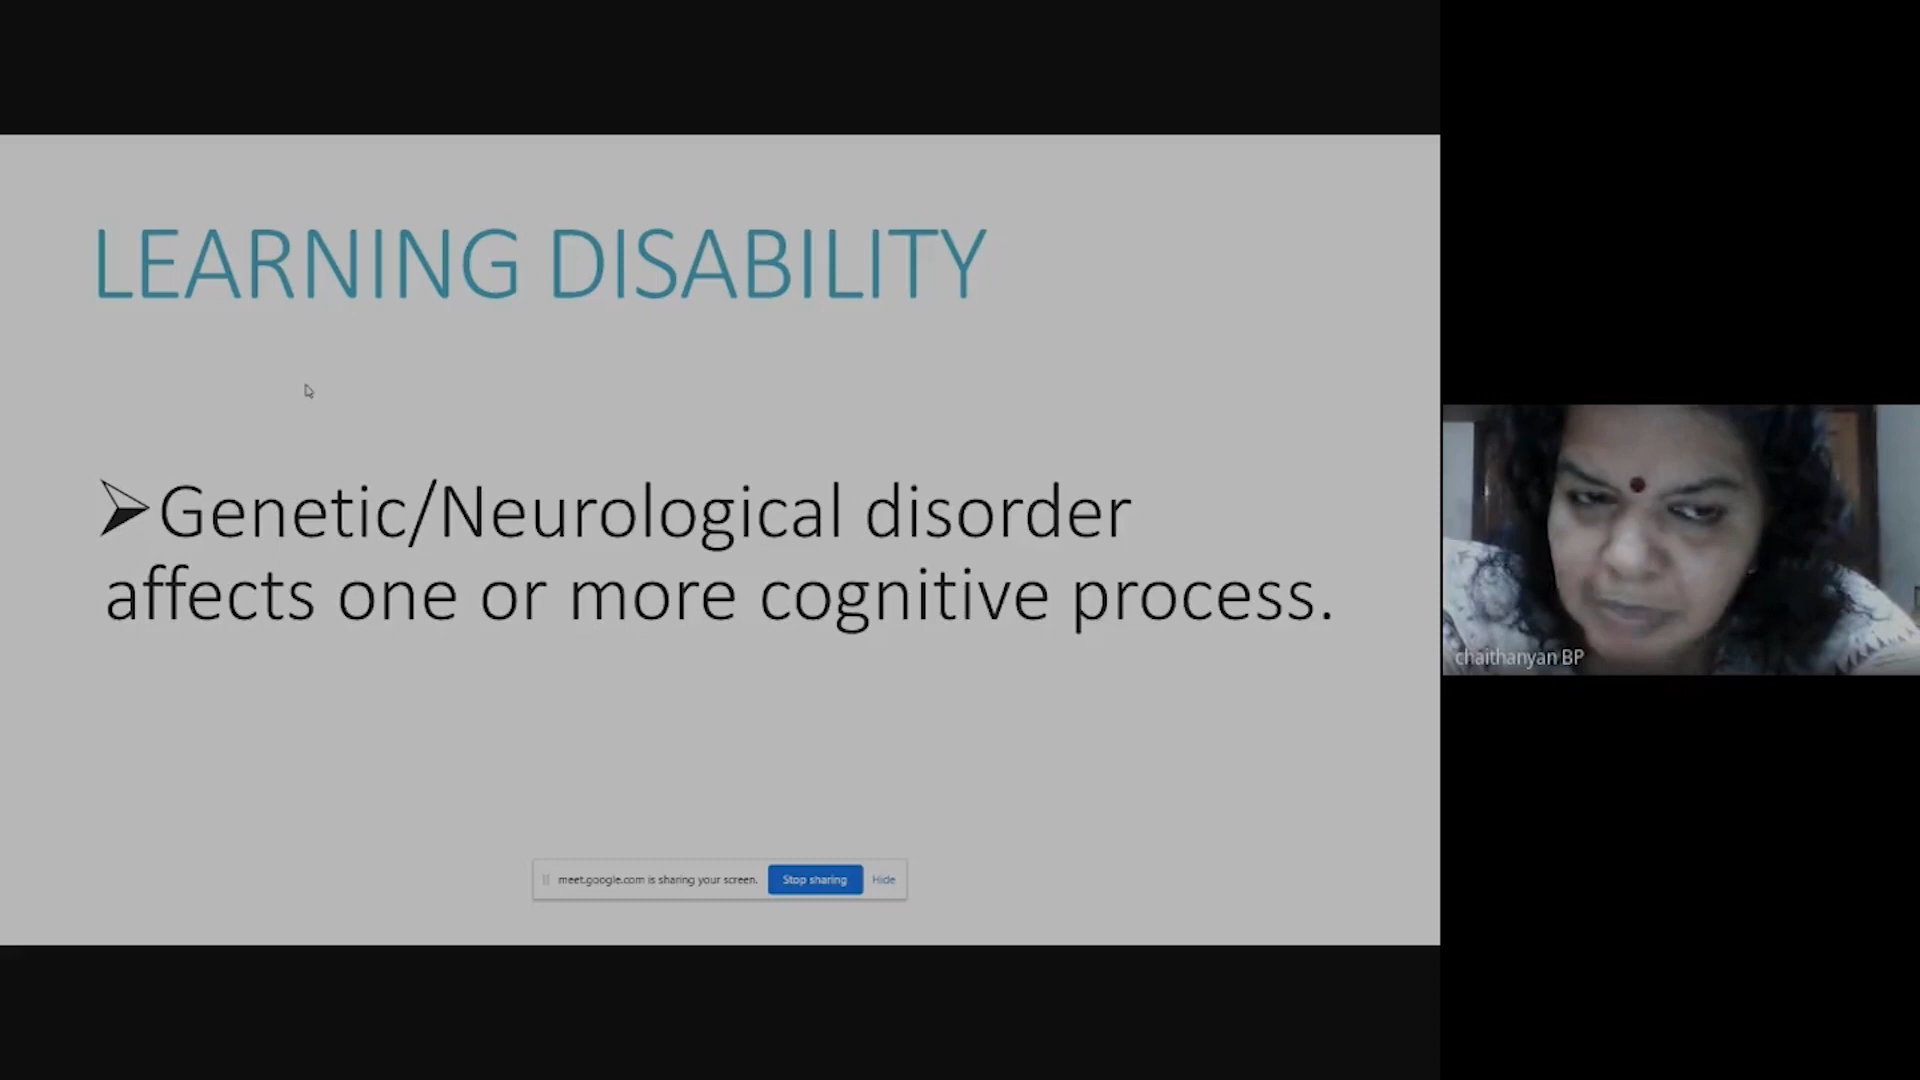 LEARNING DISABILITY
➢Genetic/Neurological disorder
affects one or more cognitive process.
chaithanyan BP
meet.google.com is sharing your screen. Stop sharing Hide